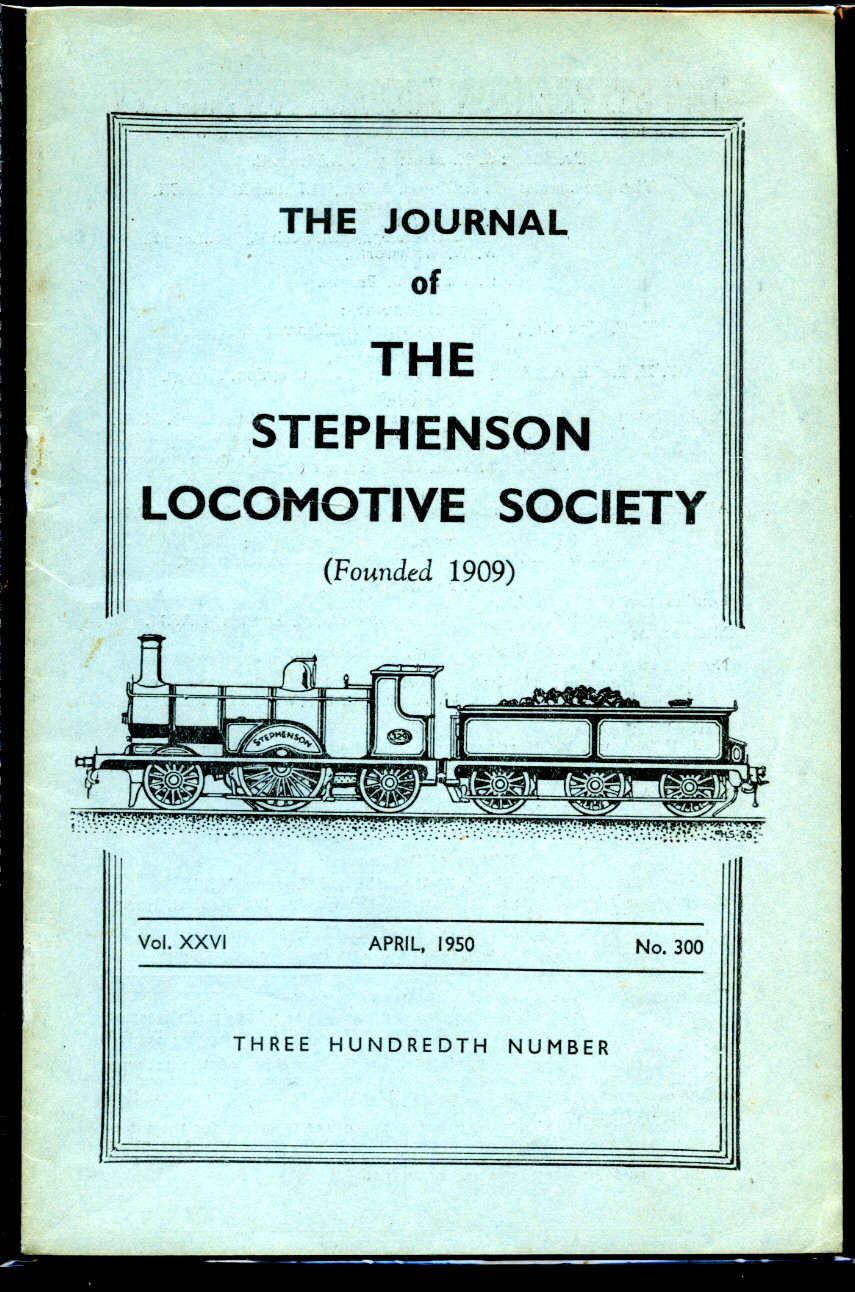 THE JOURNAL
of
THE
STEPHENSON
LOCOMOTIVE SOCIETY
(Founded 1909)
STEPHENSON
329
Vol. XXVI APRIL, 1950 No. 300
THREE HUNDREDTH NUMBER